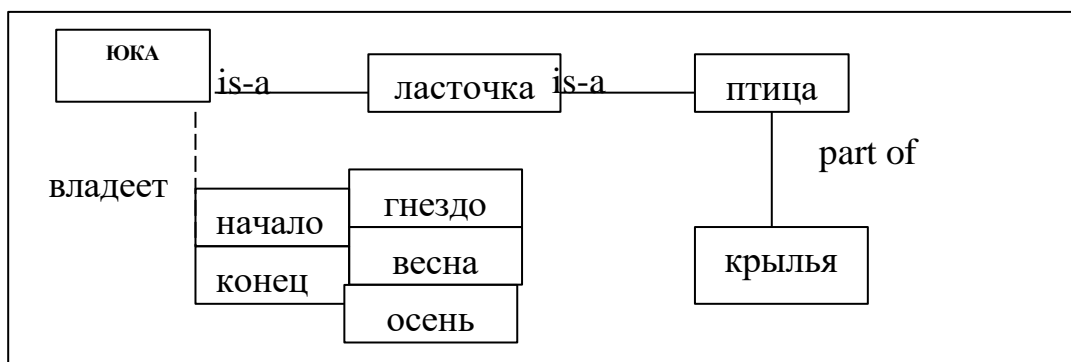 ЮКА
is-a
ласточка
is-a
птица
part of
владеет
гнездо
начало
весна
крылья
конец
осень